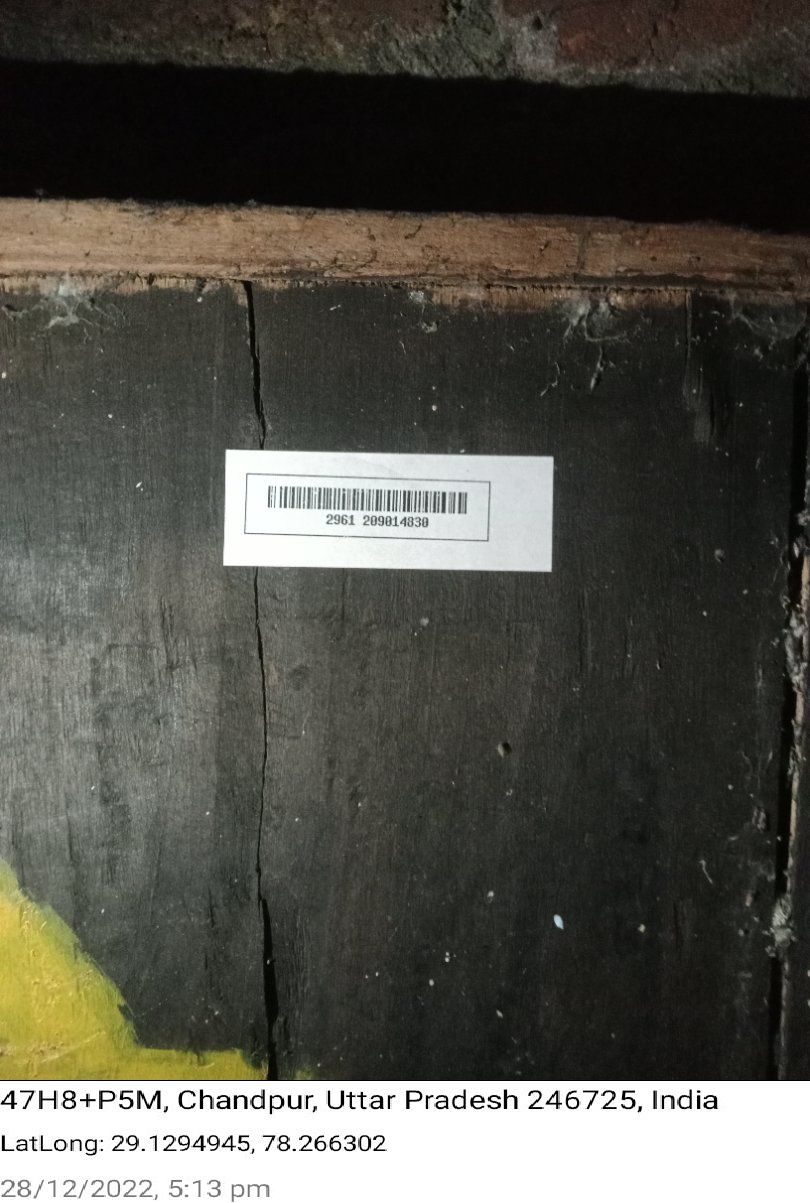 2961 209014830
47H8+P5M, Chandpur, Uttar Pradesh 246725, India
LatLong: 29.1294945, 78.266302
28/12/2022, 5:13 pm